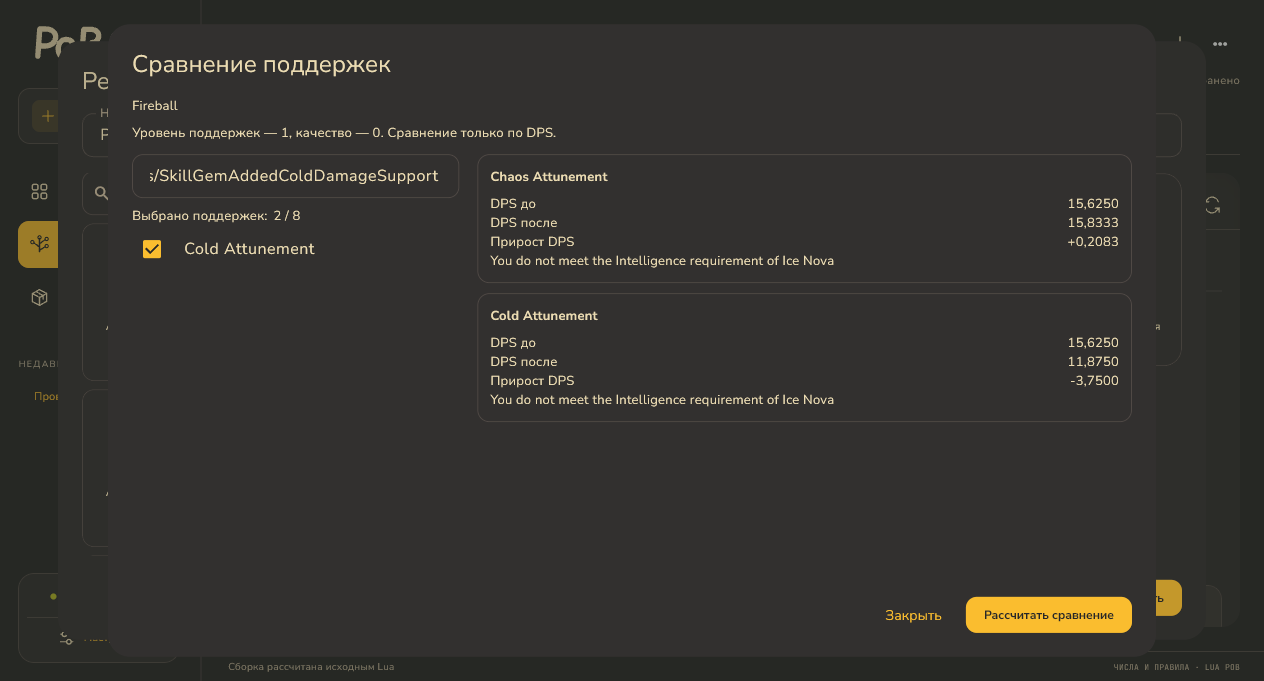 Сравнение поддержек
Fireball
Уровень поддержек — 1, качество — 0. Сравнение только по DPS.
s/SkillGemAddedColdDamageSupport
Выбрано поддержек: 2 / 8
Cold Attunement
Chaos Attunement
DPS до 15,6250
DPS после 15,8333
Прирост DPS +0,2083
You do not meet the Intelligence requirement of Ice Nova
Cold Attunement
DPS до 15,6250
DPS после 11,8750
Прирост DPS -3,7500
You do not meet the Intelligence requirement of Ice Nova
Закрыть
Рассчитать сравнение
Сборка рассчитана исходным Lua
ЧИСЛА И ПРАВИЛА · LUA POB